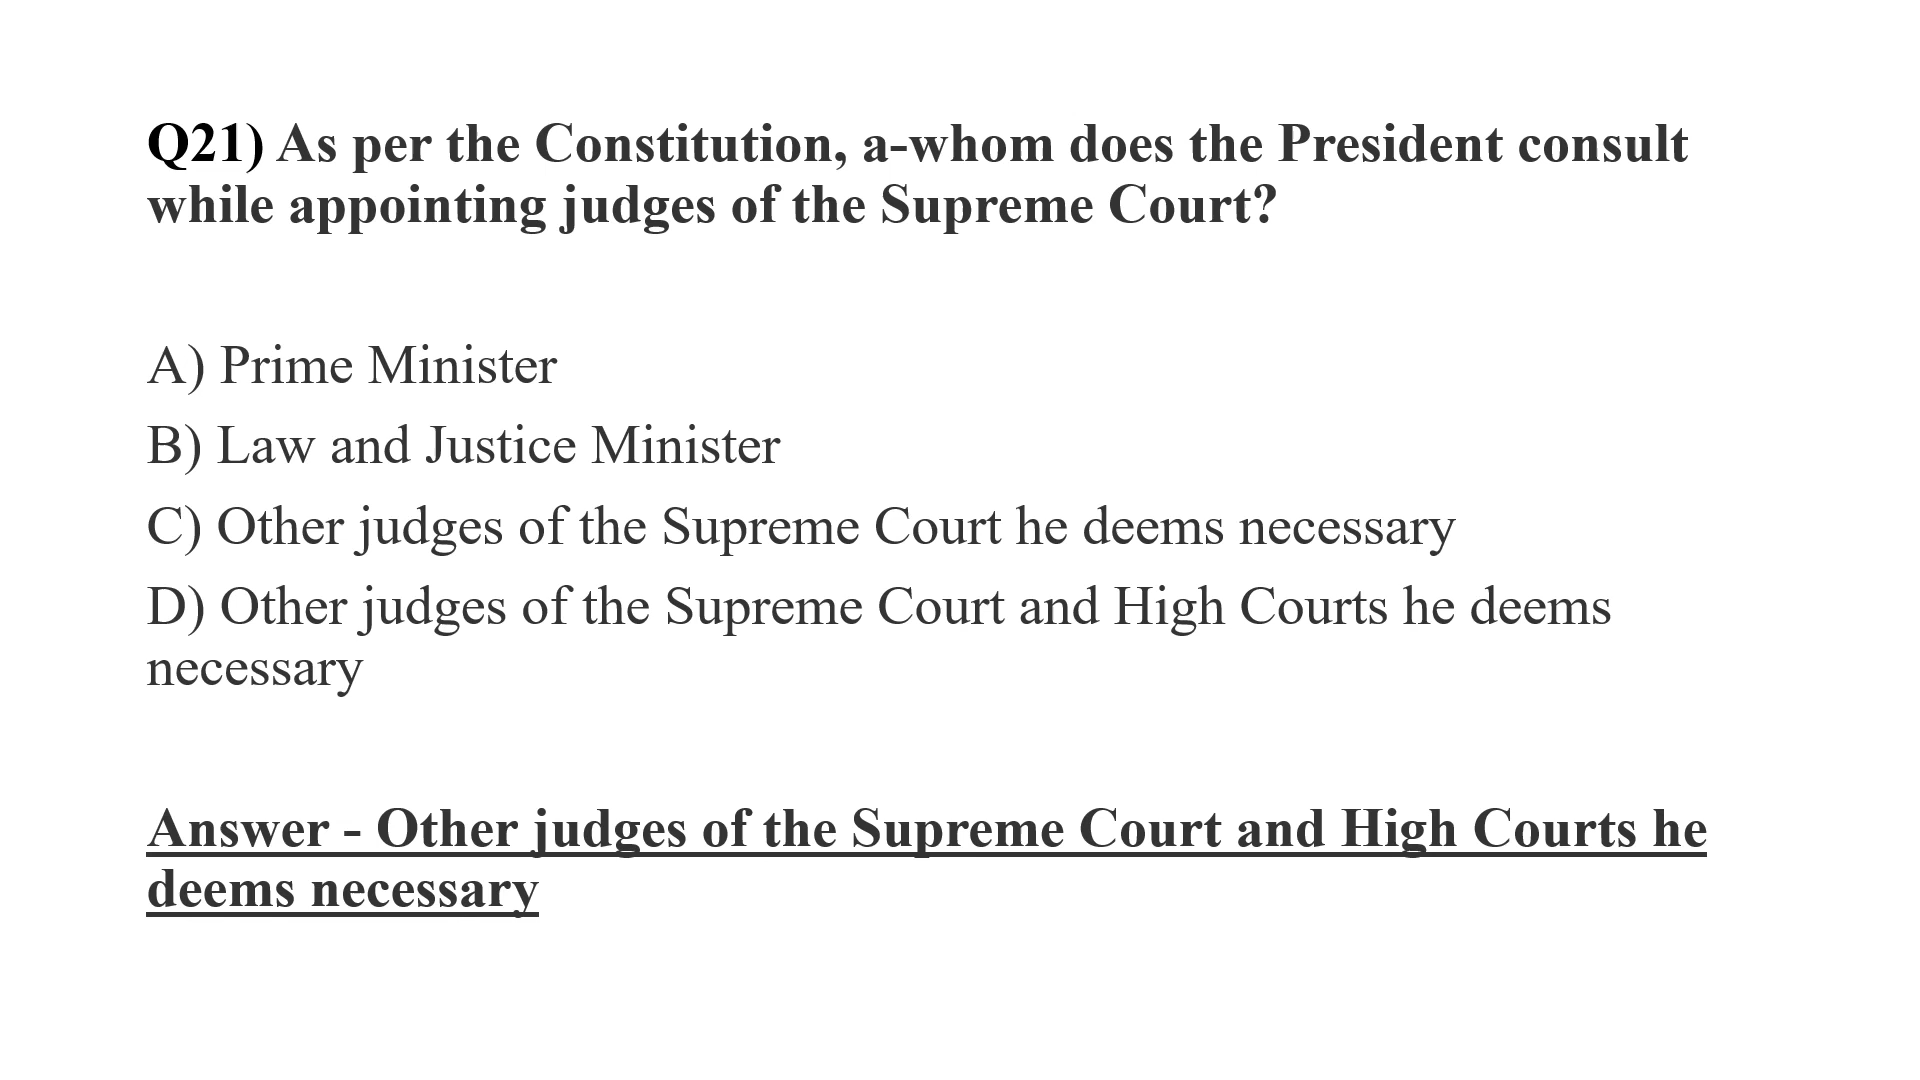 Q21) As per the Constitution, a-whom does the President consult
while appointing judges of the Supreme Court?
A) Prime Minister
B) Law and Justice Minister
C) Other judges of the Supreme Court he deems necessary
D) Other judges of the Supreme Court and High Courts he deems
necessary
Answer - Other judges of the Supreme Court and High Courts he
deems necessary